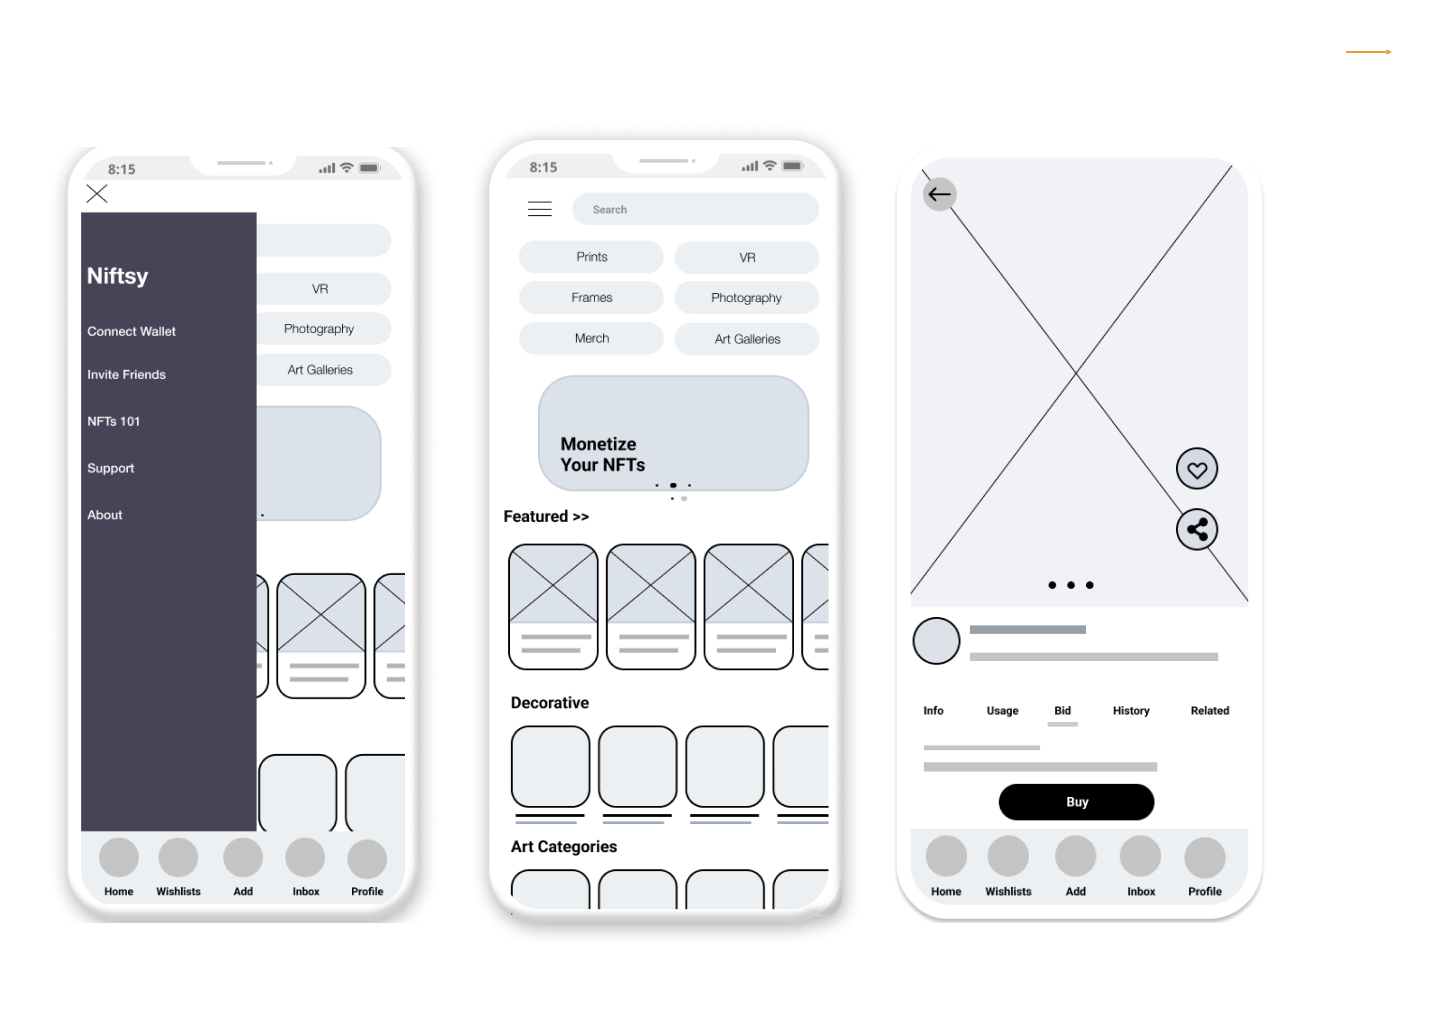 8:15
Niftsy
Connect Wallet
Invite Friends
NFTs 101
Support
About
VR
Photography
Art Galleries
Home Wishlists Add Inbox Profile
8:15
Search
Prints VR
Frames Photography
Merch Art Galleries
Monetize
Your NFTs
Featured >>
Decorative
Art Categories
Info Usage Bid History Related
Buy
Home Wishlists Add Inbox Profile